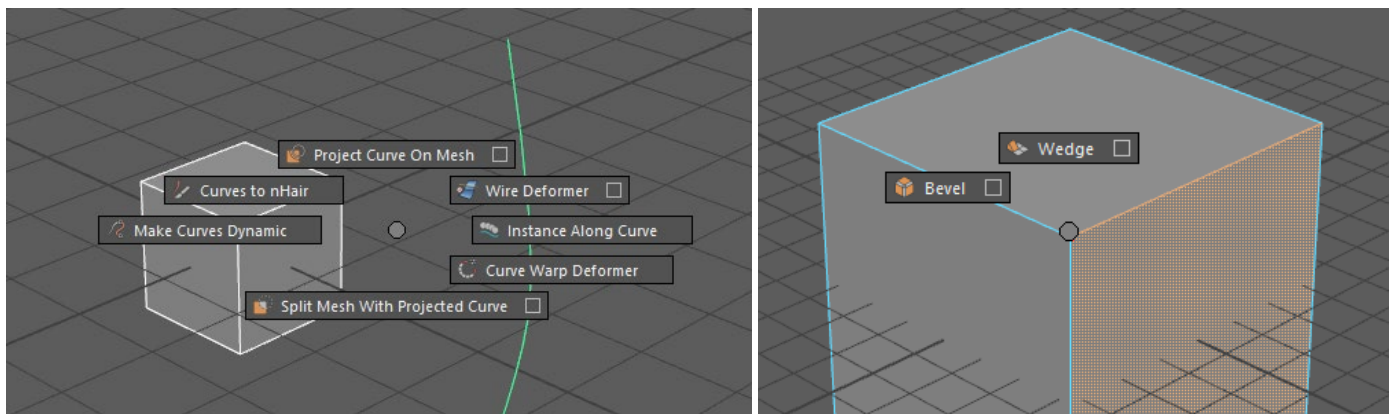 Project Curve On Mesh
Curves to nHair
Wire Deformer
Make Curves Dynamic
Instance Along Curve
Curve Warp Deformer
Split Mesh With Projected Curve
Wedge
Bevel